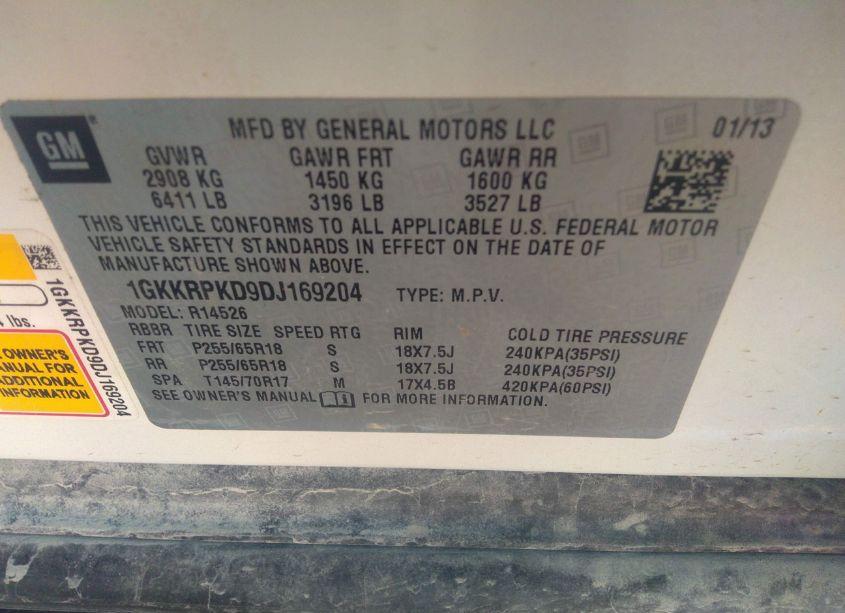 GM
MFD BY GENERAL MOTORS LLC 01/13
GVWR GAWR FRT GAWR RR
2908 KG 1450 KG 1600 KG
6411 LB 3196 LB 3527 LB
THIS VEHICLE CONFORMS TO ALL APPLICABLE U.S. FEDERAL MOTOR
VEHICLE SAFETY STANDARDS IN EFFECT ON THE DATE OF
MANUFACTURE SHOWN ABOVE.
1GKKRPKD9DJ169204 TYPE: M.P.V.
MODEL: R14526
RB8R TIRE SIZE SPEED RTG RIM COLD TIRE PRESSURE
FRT P255/65R18 S 18X7.5J 240KPA(35PSI)
RR P255/65R18 S 18X7.5J 240KPA(35PSI)
SPA T145/70R17 M 17X4.5B 420KPA(60PSI)
SEE OWNER'S MANUAL FOR MORE INFORMATION.
lbs.
OWNER'S
MANUAL FOR
ADDITIONAL
INFORMATION
1GKKRPKD9DJ169204